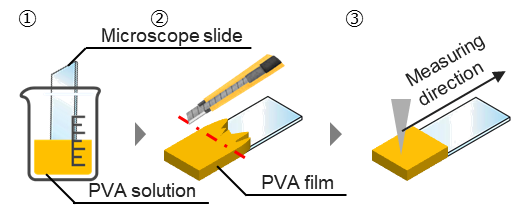 ① ② ③
Microscope slide
Measuring
direction
PVA solution
PVA film